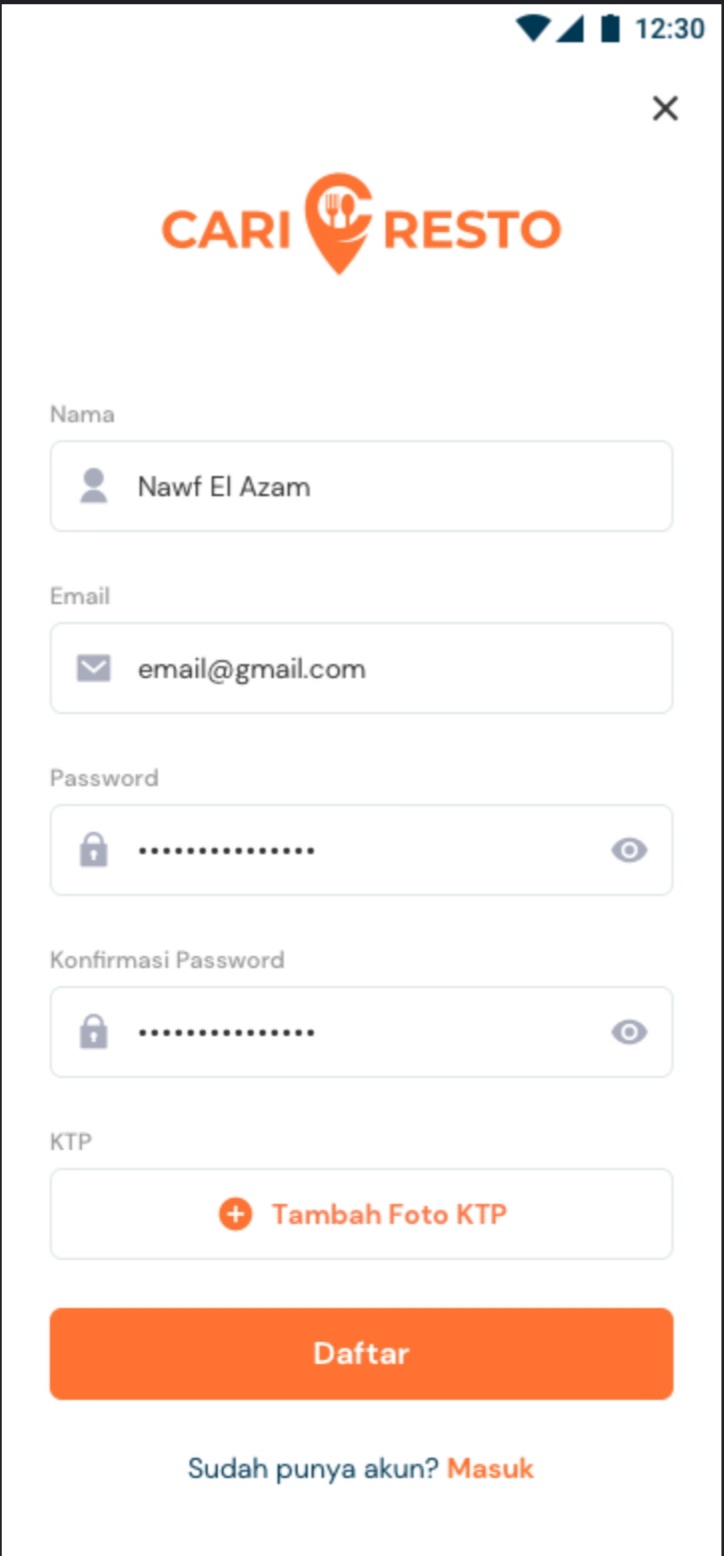 12:30
CARI RESTO
Nama
Nawf El Azam
Email
email@gmail.com
Password
•••••••••••••••
Konfirmasi Password
•••••••••••••••
KTP
Tambah Foto KTP
Daftar
Sudah punya akun? Masuk